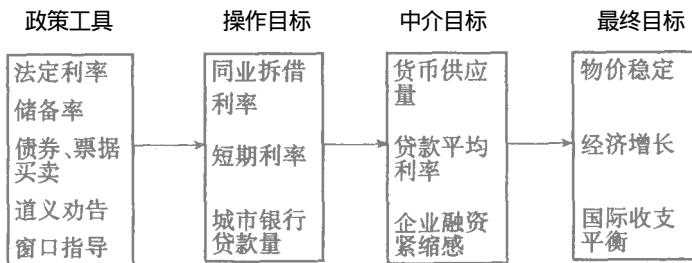 政策工具
操作目标
中介目标
最终目标
法定利率
储备率
债券、票据
买卖
道义劝告
窗口指导
同业拆借
利率
短期利率
城市银行
贷款量
货币供应
量
贷款平均
利率
企业融资
紧缩感
物价稳定
经济增长
国际收支
平衡